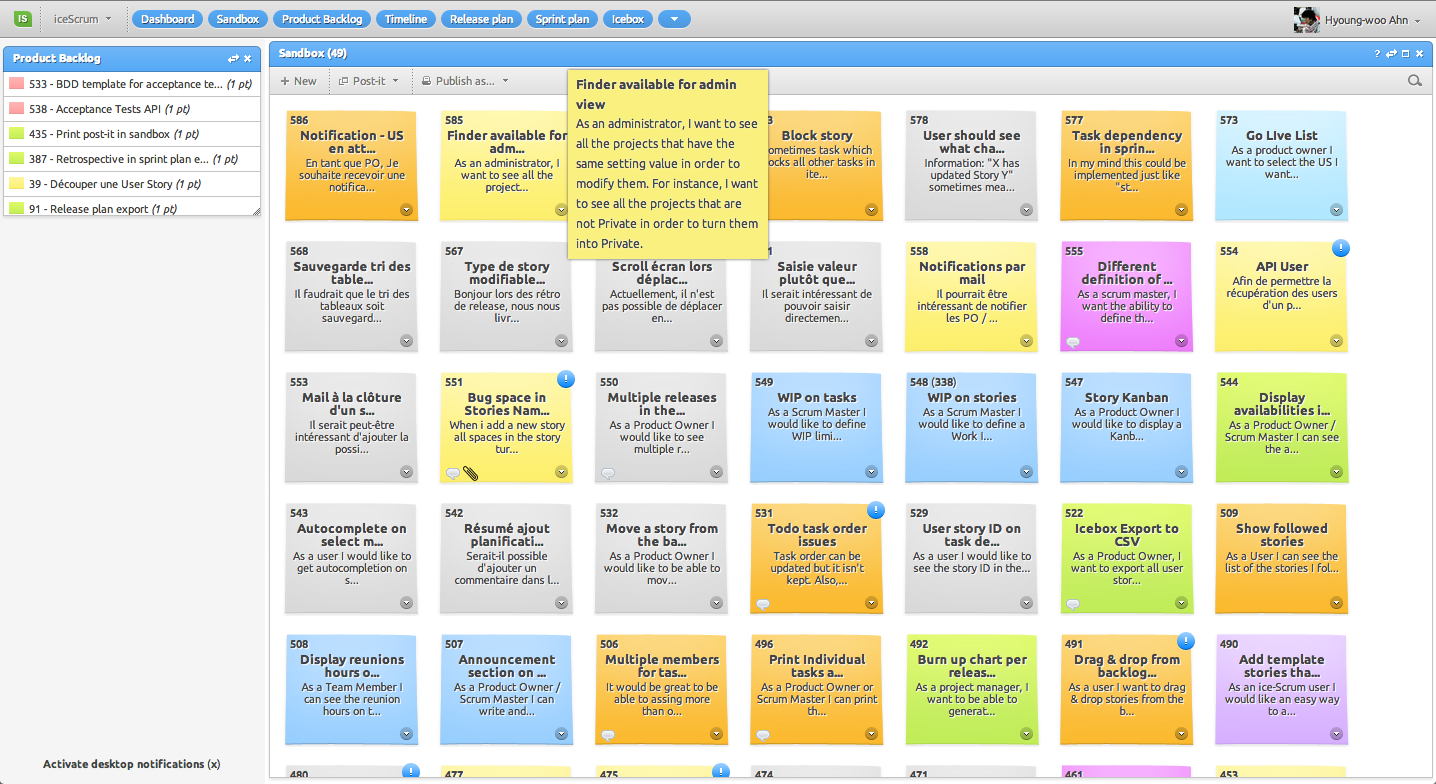 IS
iceScrum
Dashboard
Sandbox
Product Backlog
Timeline
Release plan
Sprint plan
Icebox
Hyoung-woo Ahn
Product Backlog
533 - BDD template for acceptance te... (1 pt)
538 - Acceptance Tests API (1 pt)
435 - Print post-it in sandbox (1 pt)
387 - Retrospective in sprint plan e... (1 pt)
39 - Découper une User Story (1 pt)
91 - Release plan export (1 pt)
Activate desktop notifications (x)
Sandbox (49)
?
+ New
Post-it
Publish as...
Finder available for admin
view
As an administrator, I want to see
all the projects that have the
same setting value in order to
modify them. For instance, I want
to see all the projects that are
not Private in order to turn them
into Private.
586
Notification - US
en att...
En tant que PO, Je
souhaite recevoir une
notifica...
585
Finder available for
adm...
As an administrator, I
want to see all the
project...
3
Block story
ometimes task which
ocks all other tasks in
ite...
578
User should see
what cha...
Information: "X has
updated Story Y"
sometimes mea...
577
Task dependency
in sprin...
In my mind this could be
implemented just like
"st...
573
Go Live List
As a product owner I
want to select the US I
want...
568
Sauvegarde tri des
table...
Il faudrait que le tri des
tableaux soit
sauvegard...
567
Type de story
modifiable...
Bonjour lors des rétro
de release, nous nous
livr...
Scroll écran lors
déplac...
Actuellement, il n'est
pas possible de déplacer
en...
1
Saisie valeur
plutôt que...
Il serait intéressant de
pouvoir saisir
directemen...
558
Notifications par
mail
Il pourrait être
intéressant de notifier
les PO / ...
555
Different
definition of ...
As a scrum master, I
want the ability to
define th...
554
API User
Afin de permettre la
récupération des users
d'un p...
553
Mail à la clôture
d'un s...
Il serait peut-être
intéressant d'ajouter la
possi...
551
Bug space in
Stories Nam...
When i add a new story
all spaces in the story
tur...
550
Multiple releases
in the...
As a Product Owner I
would like to see
multiple r...
549
WIP on tasks
As a Scrum Master I
would like to define
WIP limi...
548 (338)
WIP on stories
As a Scrum Master I
would like to define a
Work I...
547
Story Kanban
As a Product Owner I
would like to display a
Kanb...
544
Display
availabilities i...
As a Product Owner /
Scrum Master I can see
the a...
543
Autocomplete on
select m...
As a user I would like to
get autocompletion on
s...
542
Résumé ajout
planificati...
Serait-il possible
d'ajouter un
commentaire dans l...
532
Move a story from
the ba...
As a Product Owner I
would like to be able to
mov...
531
Todo task order
issues
Task order can be
updated but it isn't
kept. Also,...
529
User story ID on
task de...
As a user I would like to
see the story ID in the...
522
Icebox Export to
CSV
As a Product Owner, I
want to export all user
stor...
509
Show followed
stories
As a User I can see the
list of the stories I fol...
508
Display reunions
hours o...
As a Team Member I
can see the reunion
hours on t...
507
Announcement
section on ...
As a Product Owner /
Scrum Master I can
write and...
506
Multiple members
for tas...
It would be great to be
able to assing more
than o...
496
Print Individual
tasks a...
As a Product Owner or
Scrum Master I can print
th...
492
Burn up chart per
releas...
As a project manager, I
want to be able to
generat...
491
Drag & drop from
backlog...
As a user I want to drag
& drop stories from the
b...
490
Add template
stories tha...
As an ice-Scrum user I
would like an easy way
to a...
480
477
475
474
471
461
453